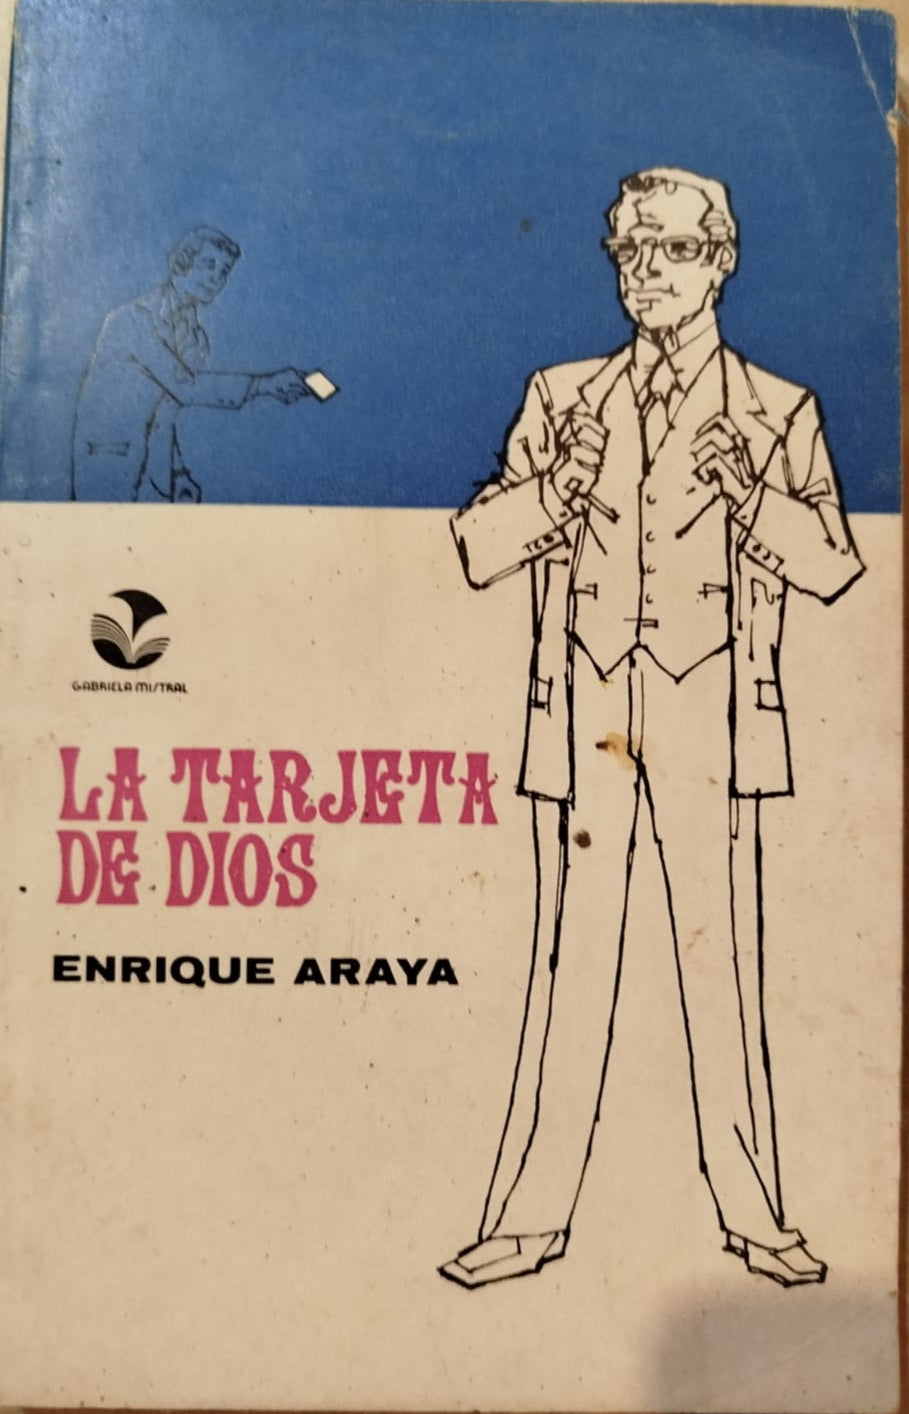 GABRIELA MISTRAL
LA TARJETA
DE DIOS
ENRIQUE ARAYA